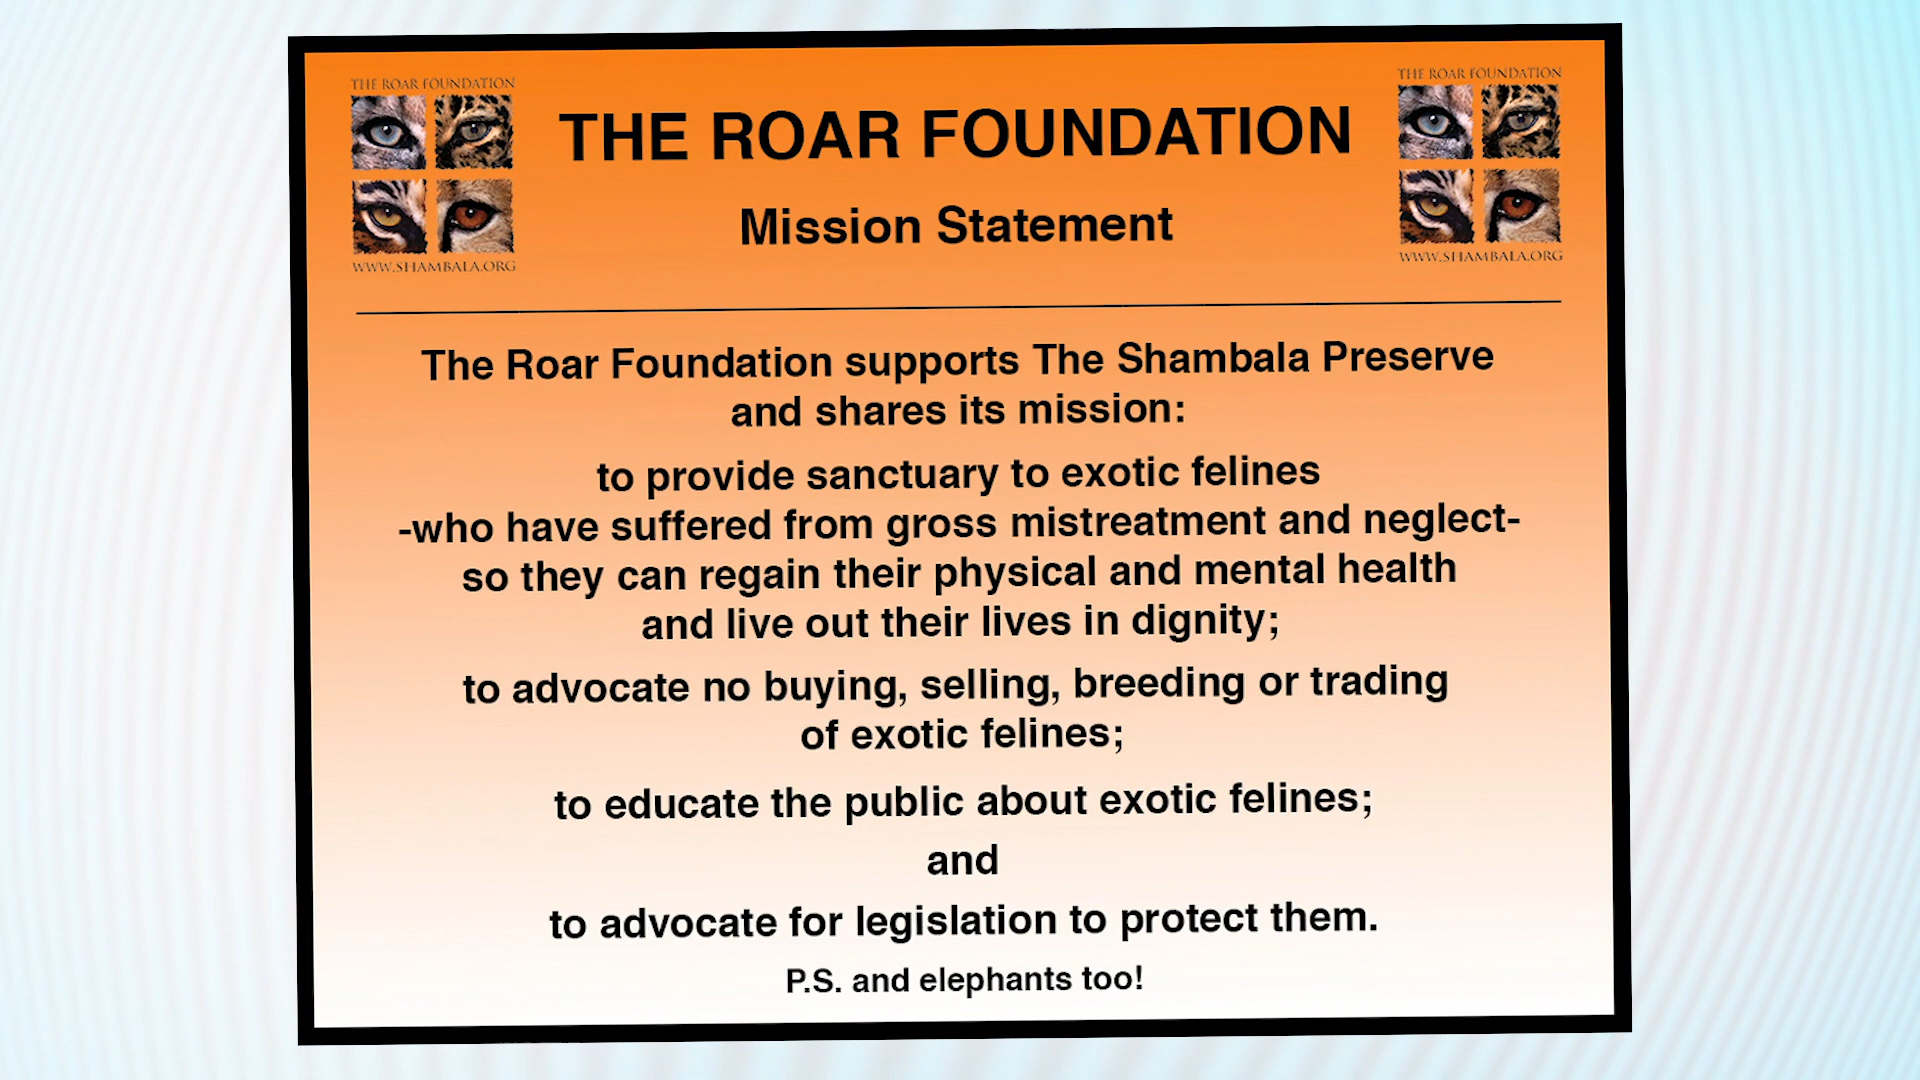 THE ROAR FOUNDATION
WWW.SHAMBALA.ORG
THE ROAR FOUNDATION
Mission Statement
THE ROAR FOUNDATION
WWW.SHAMBALA.ORG
The Roar Foundation supports The Shambala Preserve
and shares its mission:
to provide sanctuary to exotic felines
-who have suffered from gross mistreatment and neglect-
so they can regain their physical and mental health
and live out their lives in dignity;
to advocate no buying, selling, breeding or trading
of exotic felines;
to educate the public about exotic felines;
and
to advocate for legislation to protect them.
P.S. and elephants too!